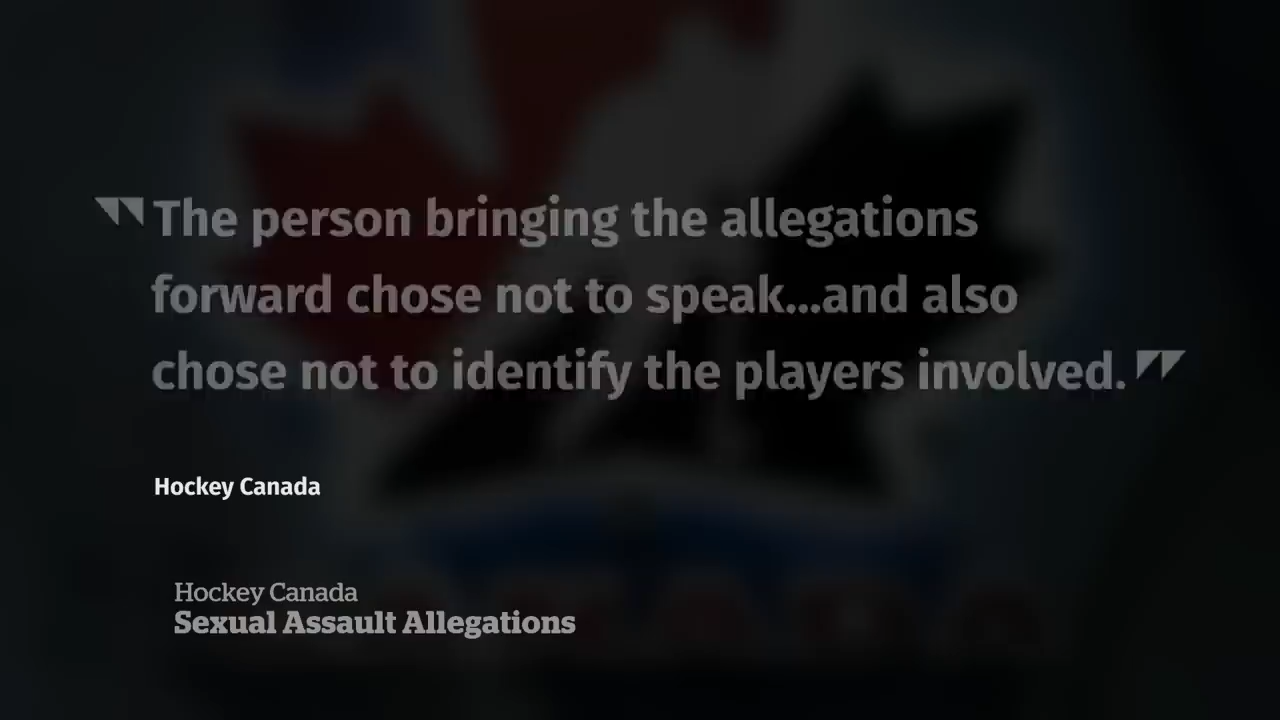 "The person bringing the allegations
forward chose not to speak...and also
chose not to identify the players involved."
Hockey Canada
Hockey Canada
Sexual Assault Allegations